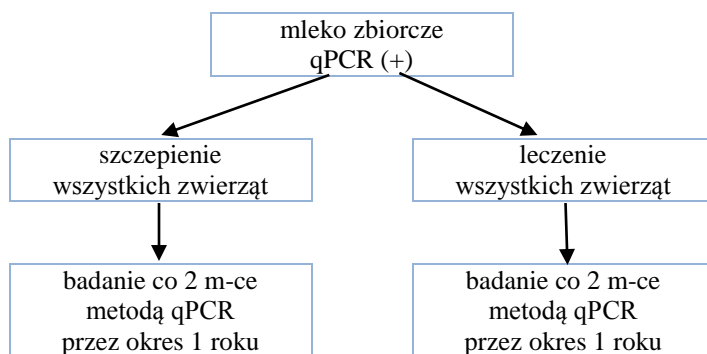 mleko zbiorcze
qPCR (+)
szczepienie
wszystkich zwierząt
leczenie
wszystkich zwierząt
badanie co 2 m-ce
metodą qPCR
przez okres 1 roku
badanie co 2 m-ce
metodą qPCR
przez okres 1 roku